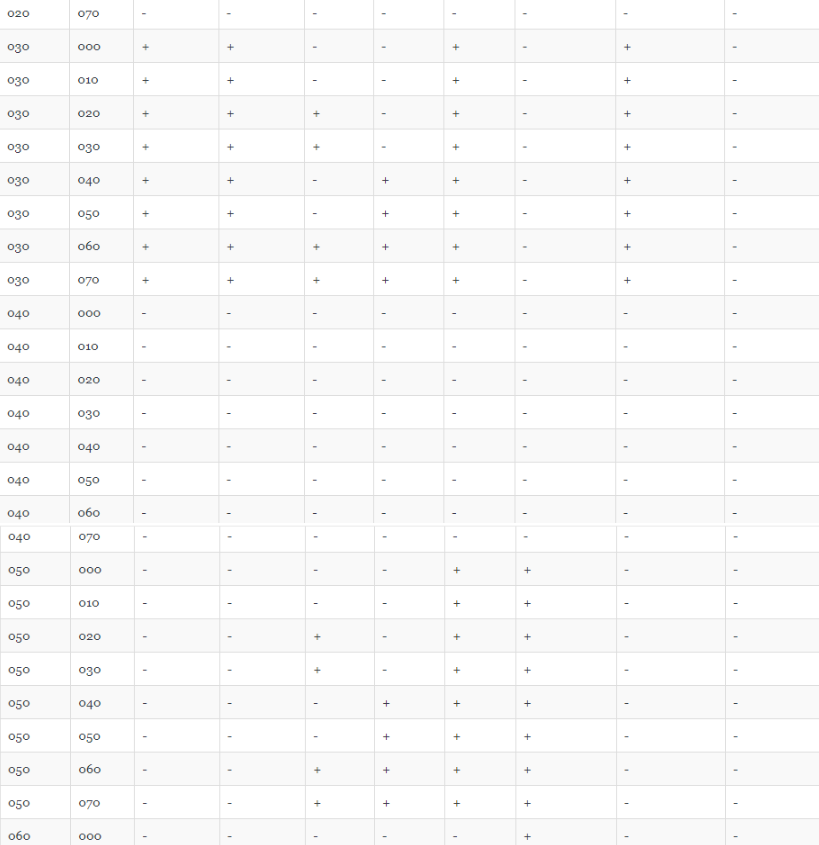 020 070 - - - - - - - -
030 000 + + - - + - + -
030 010 + + - - + - + -
030 020 + + + - + - + -
030 030 + + + - + - + -
030 040 + + - + + - + -
030 050 + + - + + - + -
030 060 + + + + + - + -
030 070 + + + + + - + -
040 000 - - - - - - - -
040 010 - - - - - - - -
040 020 - - - - - - - -
040 030 - - - - - - - -
040 040 - - - - - - - -
040 050 - - - - - - - -
040 060 - - - - - - - -
040 070 - - - - - - - -
050 000 - - - - + + - -
050 010 - - - - + + - -
050 020 - - + - + + - -
050 030 - - + - + + - -
050 040 - - - + + + - -
050 050 - - - + + + - -
050 060 - - + + + + - -
050 070 - - + + + + - -
060 000 - - - - - + - -